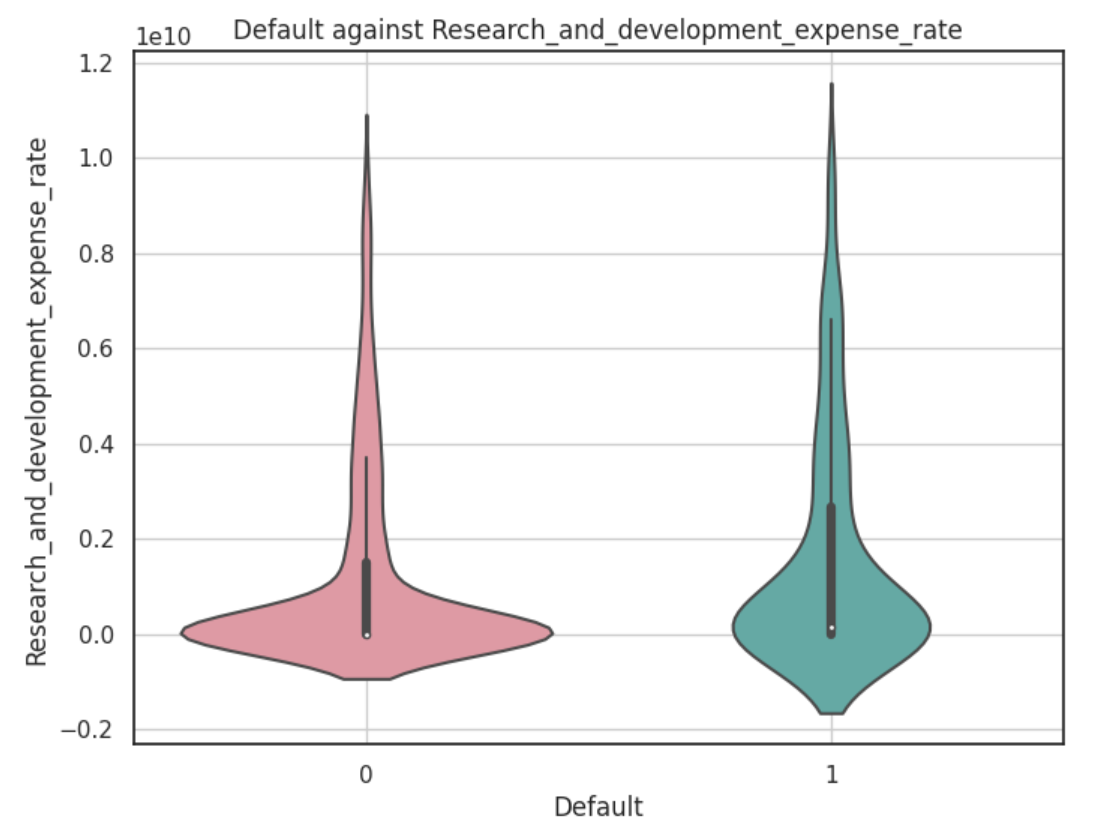 Default against Research_and_development_expense_rate
1e10
1.2
1.0
0.8
0.6
0.4
0.2
0.0
−0.2
Research_and_development_expense_rate
0
1
Default